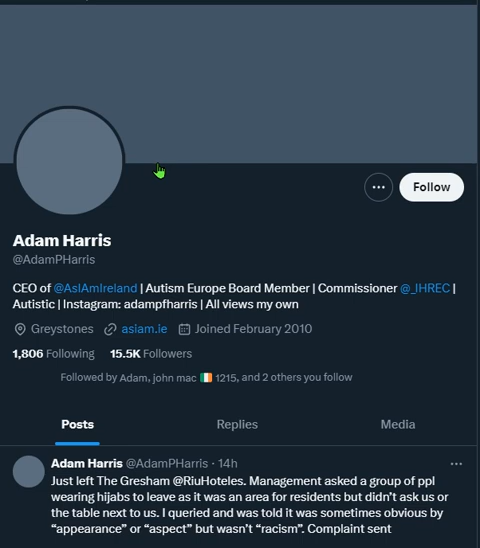 Follow
Adam Harris
@AdamPHarris
CEO of @AsIAmIreland | Autism Europe Board Member | Commissioner @_IHREC |
Autistic | Instagram: adampfharris | All views my own
Greystones asiam.ie Joined February 2010
1,806 Following 15.5K Followers
Followed by Adam, john mac 🇮🇪 1215, and 2 others you follow
Posts Replies Media
Adam Harris @AdamPHarris · 14h
Just left The Gresham @RiuHoteles. Management asked a group of ppl
wearing hijabs to leave as it was an area for residents but didn't ask us or
the table next to us. I queried and was told it was sometimes obvious by
“appearance” or “aspect” but wasn't “racism”. Complaint sent